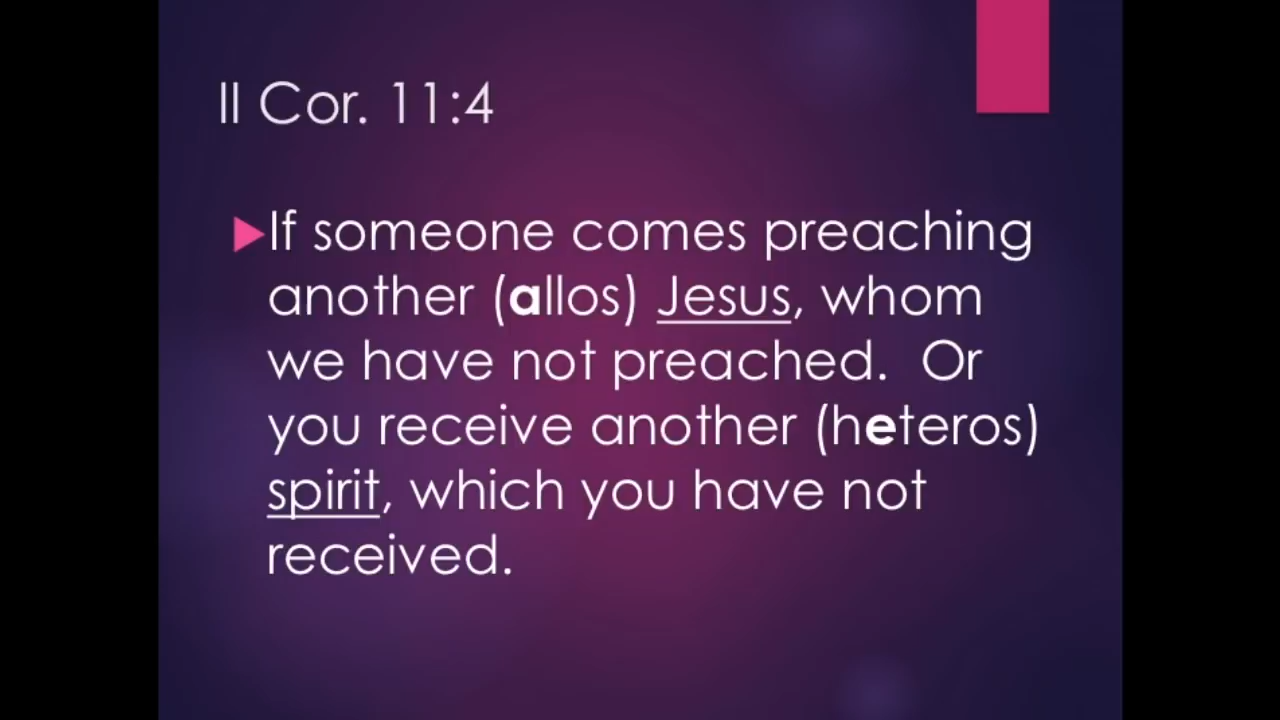 II Cor. 11:4
If someone comes preaching
another (allos) Jesus, whom
we have not preached.  Or
you receive another (heteros)
spirit, which you have not
received.